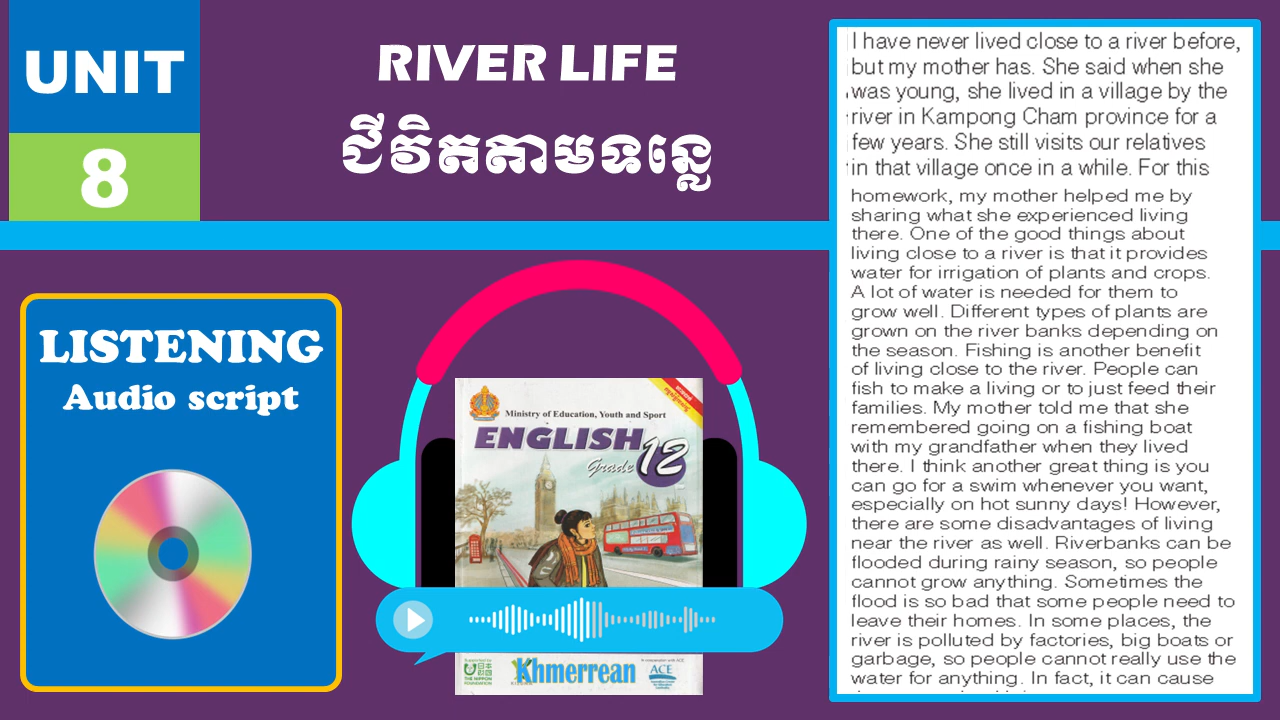 UNIT
8
RIVER LIFE
ជីវិតតាមទន្លេ
LISTENING
Audio script
Ministry of Education, Youth and Sport
ENGLISH
Grade 12
Khmerrean
THE NIPPON
FOUNDATION
ACE
I have never lived close to a river before,
but my mother has. She said when she
was young, she lived in a village by the
river in Kampong Cham province for a
few years. She still visits our relatives
in that village once in a while. For this
homework, my mother helped me by
sharing what she experienced living
there. One of the good things about
living close to a river is that it provides
water for irrigation of plants and crops.
A lot of water is needed for them to
grow well. Different types of plants are
grown on the river banks depending on
the season. Fishing is another benefit
of living close to the river. People can
fish to make a living or to just feed their
families. My mother told me that she
remembered going on a fishing boat
with my grandfather when they lived
there. I think another great thing is you
can go for a swim whenever you want,
especially on hot sunny days! However,
there are some disadvantages of living
near the river as well. Riverbanks can be
flooded during rainy season, so people
cannot grow anything. Sometimes the
flood is so bad that some people need to
leave their homes. In some places, the
river is polluted by factories, big boats or
garbage, so people cannot really use the
water for anything. In fact, it can cause